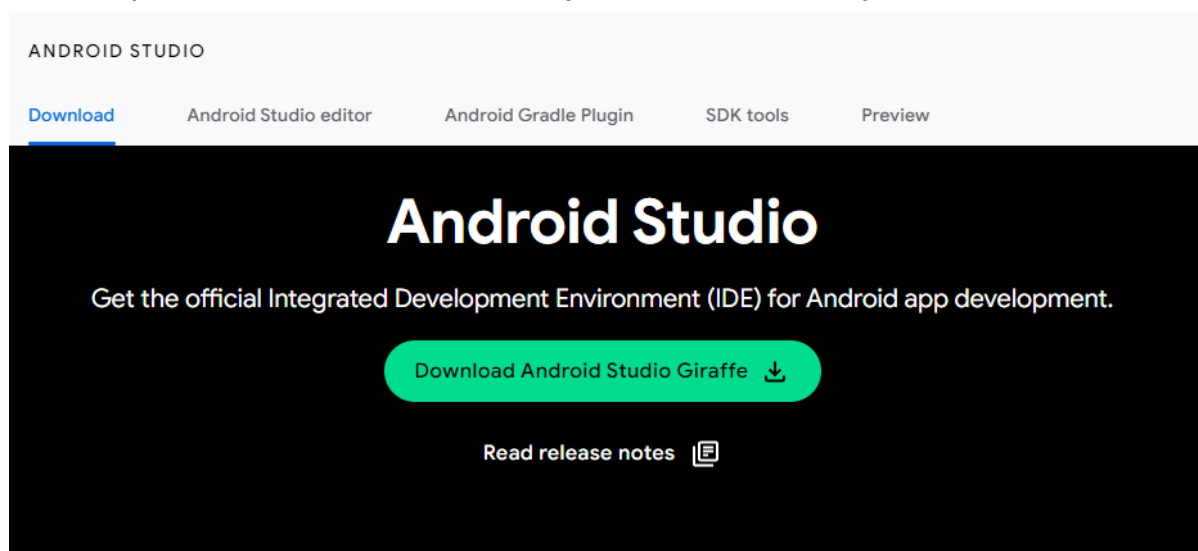 ANDROID STUDIO
Download Android Studio editor Android Gradle Plugin SDK tools Preview
Android Studio
Get the official Integrated Development Environment (IDE) for Android app development.
Download Android Studio Giraffe
Read release notes